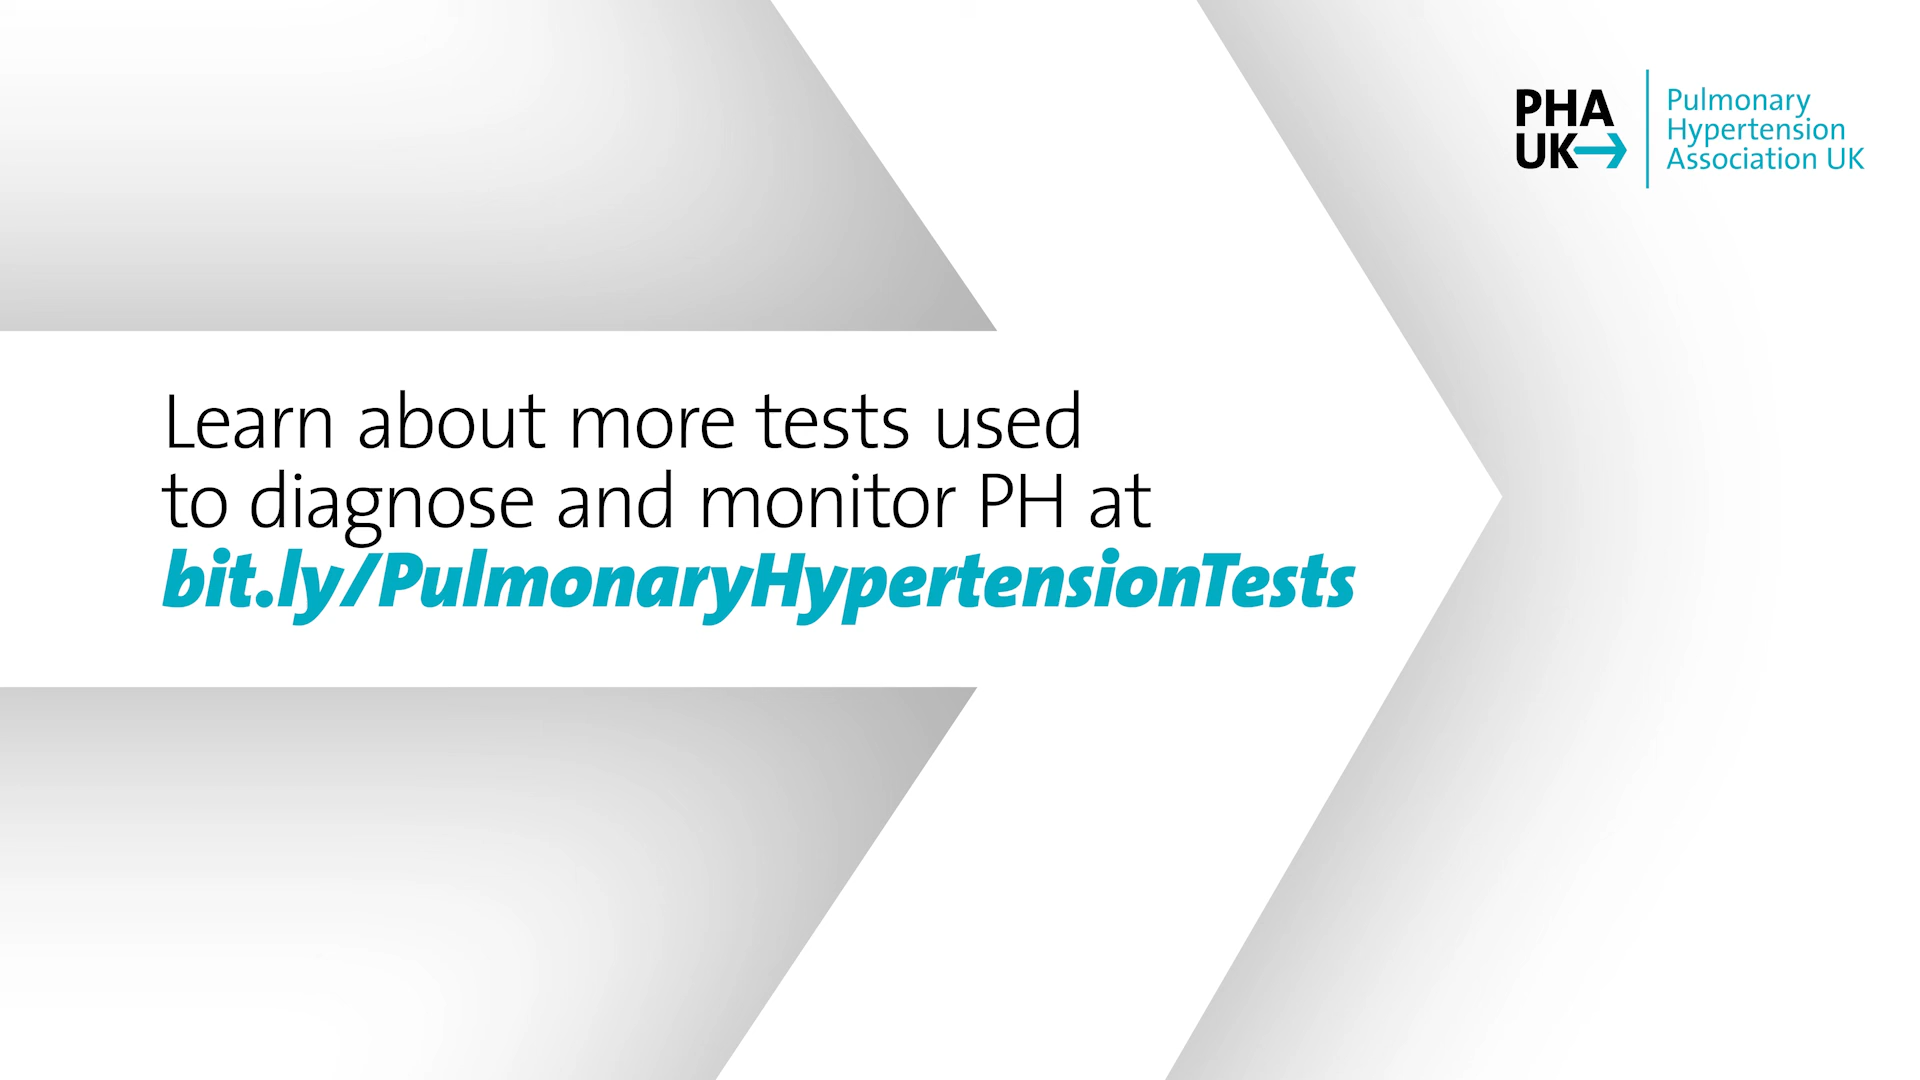 PHA
UK
Pulmonary
Hypertension
Association UK
Learn about more tests used
to diagnose and monitor PH at
bit.ly/PulmonaryHypertensionTests